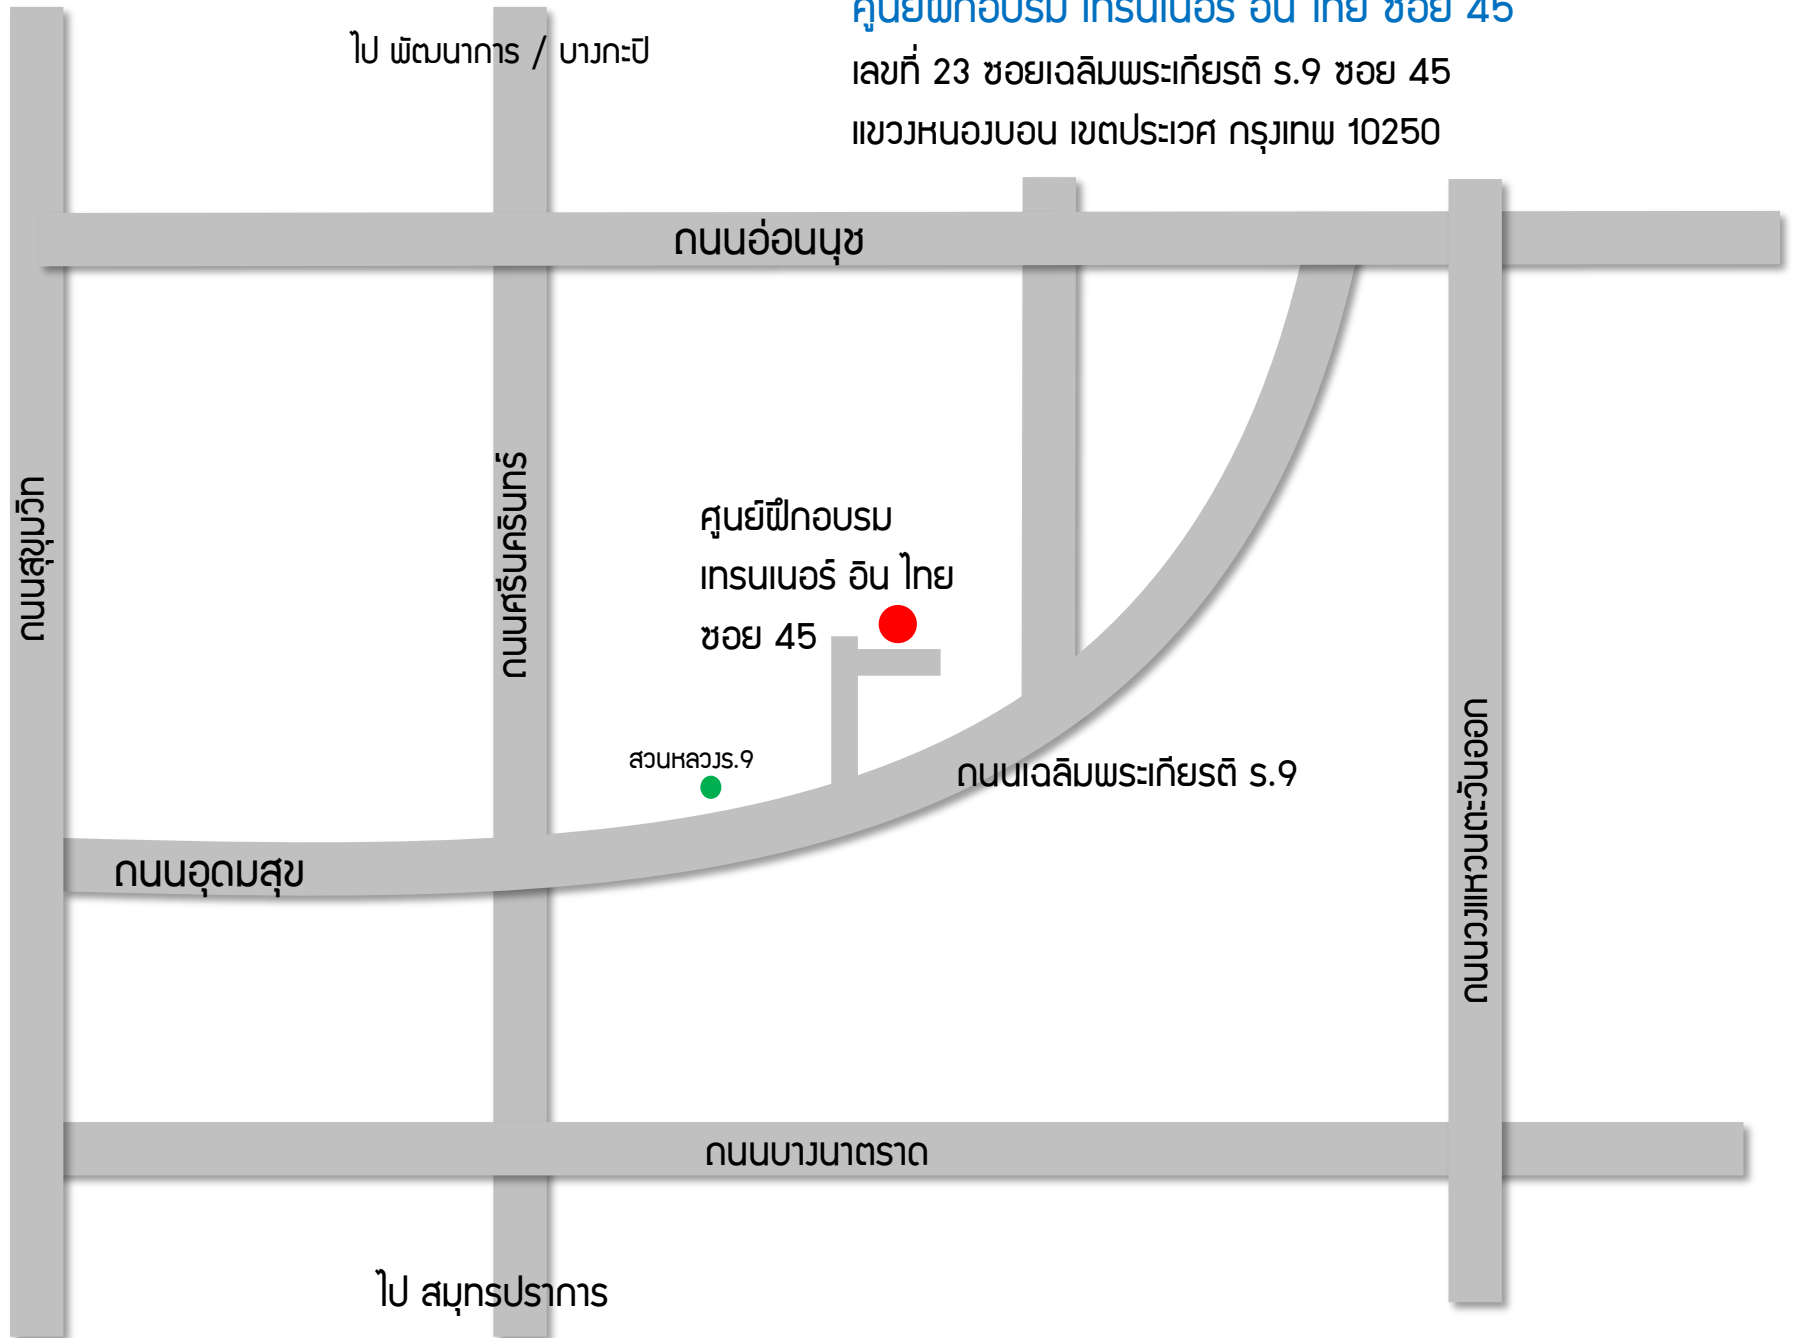 ศูนย์ฝึกอบรม เทรนเนอร์ อิน ไทย ซอย 45
เลขที่ 23 ซอยเฉลิมพระเกียรติ ร.9 ซอย 45
แขวงหนองบอน เขตประเวศ กรุงเทพ 10250
ไป พัฒนาการ / บางกะปิ
ถนนอ่อนนุช
ถนนสุขุมวิท
ถนนศรีนครินทร์
ศูนย์ฝึกอบรม
เทรนเนอร์ อิน ไทย
ซอย 45
สวนหลวงร.9
ถนนเฉลิมพระเกียรติ ร.9
ถนนอุดมสุข
ถนนวงแหวนตะวันออก
ถนนบางนาตราด
ไป สมุทรปราการ